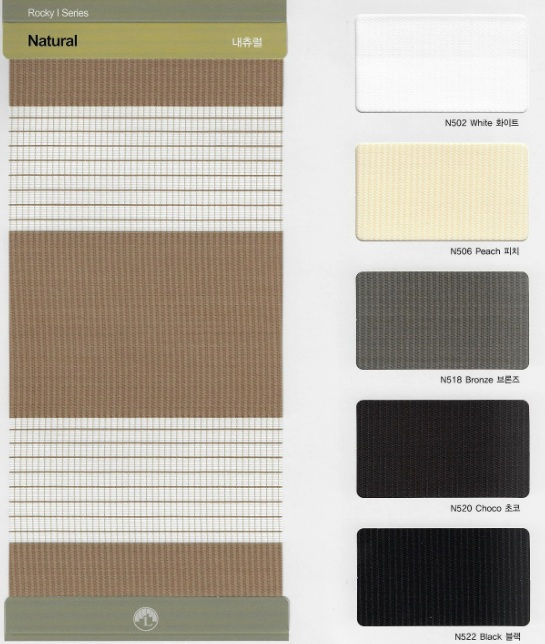 Rocky I Series
Natural 내츄럴
N502 White 화이트
N506 Peach 피치
N518 Bronze 브론즈
N520 Choco 초코
N522 Black 블랙